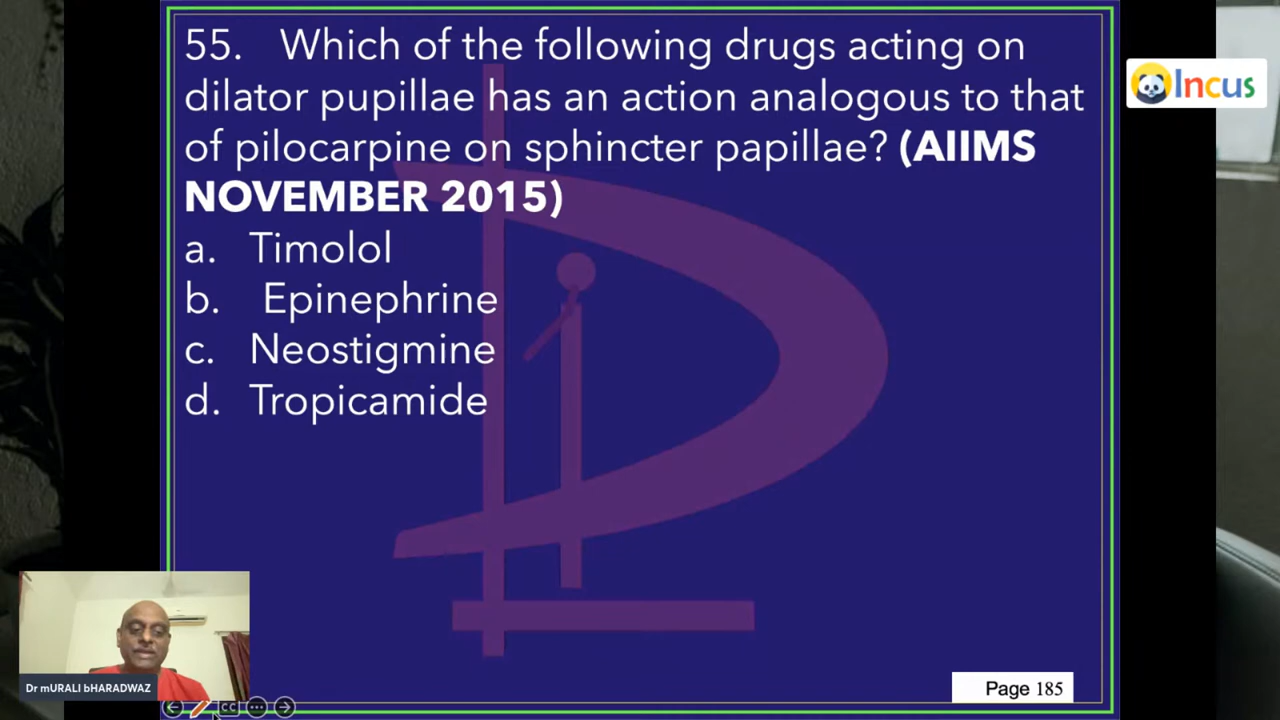 55. Which of the following drugs acting on
dilator pupillae has an action analogous to that
of pilocarpine on sphincter papillae? (AIIMS
NOVEMBER 2015)
a. Timolol
b. Epinephrine
c. Neostigmine
d. Tropicamide
Incus
Dr mURALI bHARADWAZ
CC
Page 185